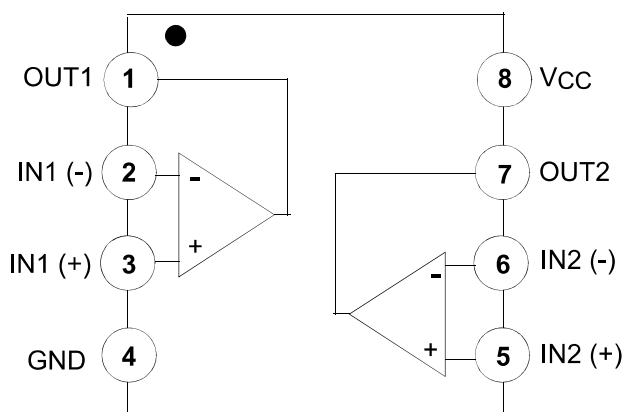 OUT1 1 8 VCC
IN1 (-) 2 - 7 OUT2
IN1 (+) 3 + - 6 IN2 (-)
GND 4 + 5 IN2 (+)